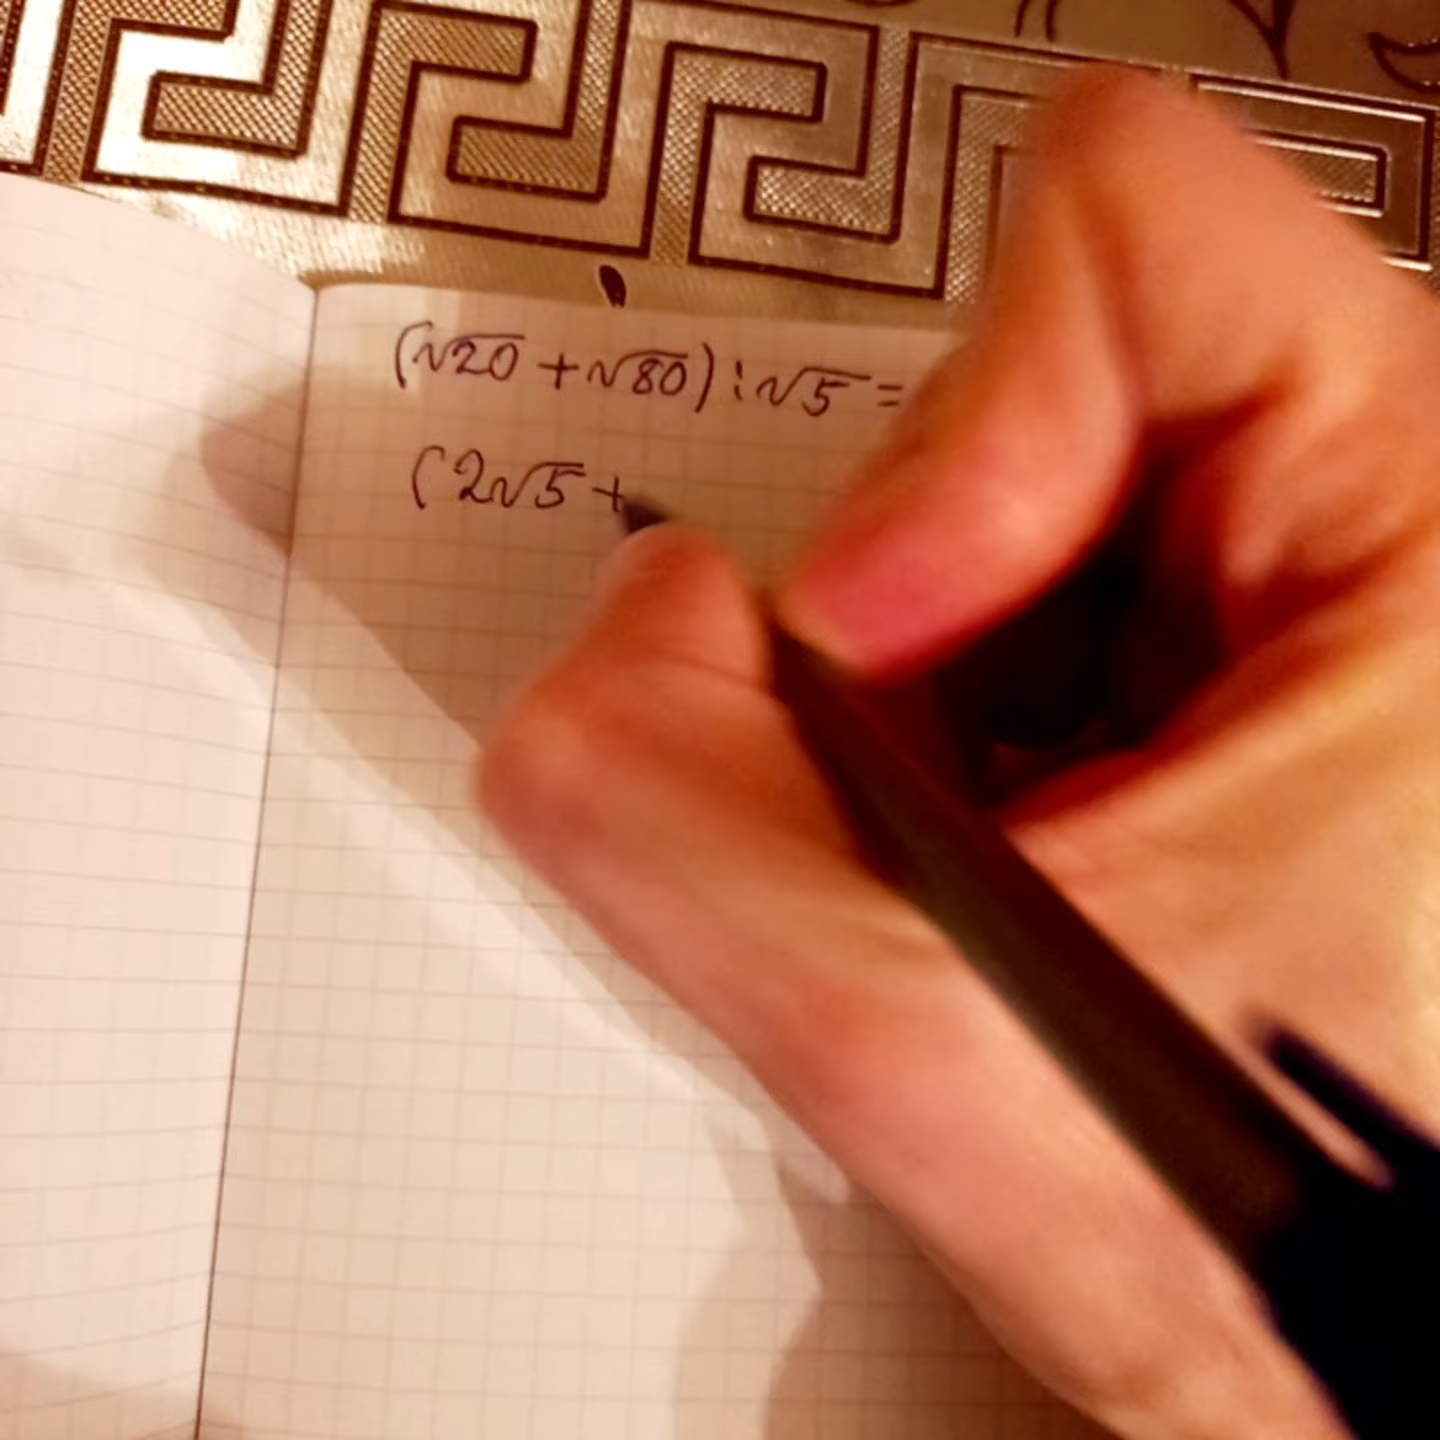 (√20 + √80) : √5 =
(2√5 +